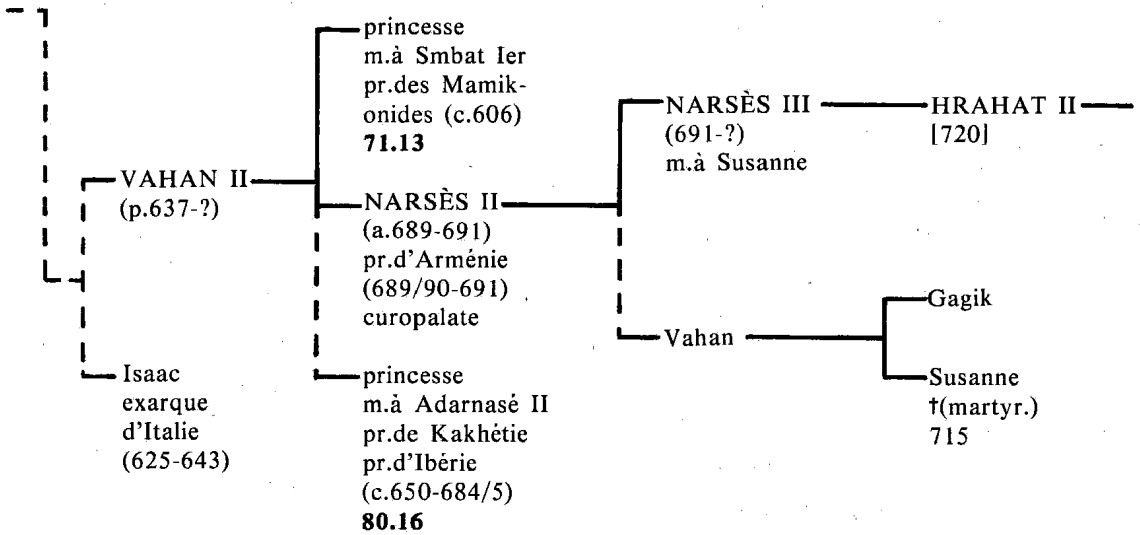 VAHAN II
(p.637-?)
Isaac
exarque
d'Italie
(625-643)
princesse
m.à Smbat Ier
pr.des Mamik-
onides (c.606)
71.13
NARSÈS II
(a.689-691)
pr.d'Arménie
(689/90-691)
curopalate
princesse
m.à Adarnasé II
pr.de Kakhétie
pr.d'Ibérie
(c.650-684/5)
80.16
NARSÈS III
(691-?)
m.à Susanne
Vahan
HRAHAT II
[720]
Gagik
Susanne
†(martyr.)
715